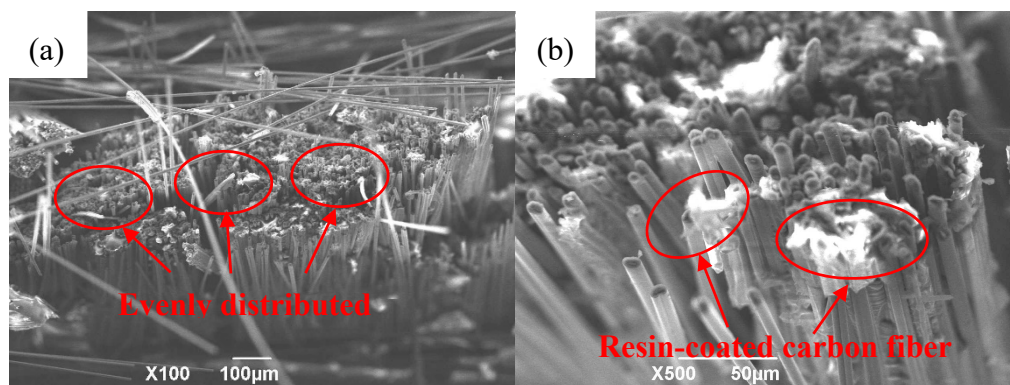 (a)
Evenly distributed
X100 100μm
(b)
Resin-coated carbon fiber
X500 50μm